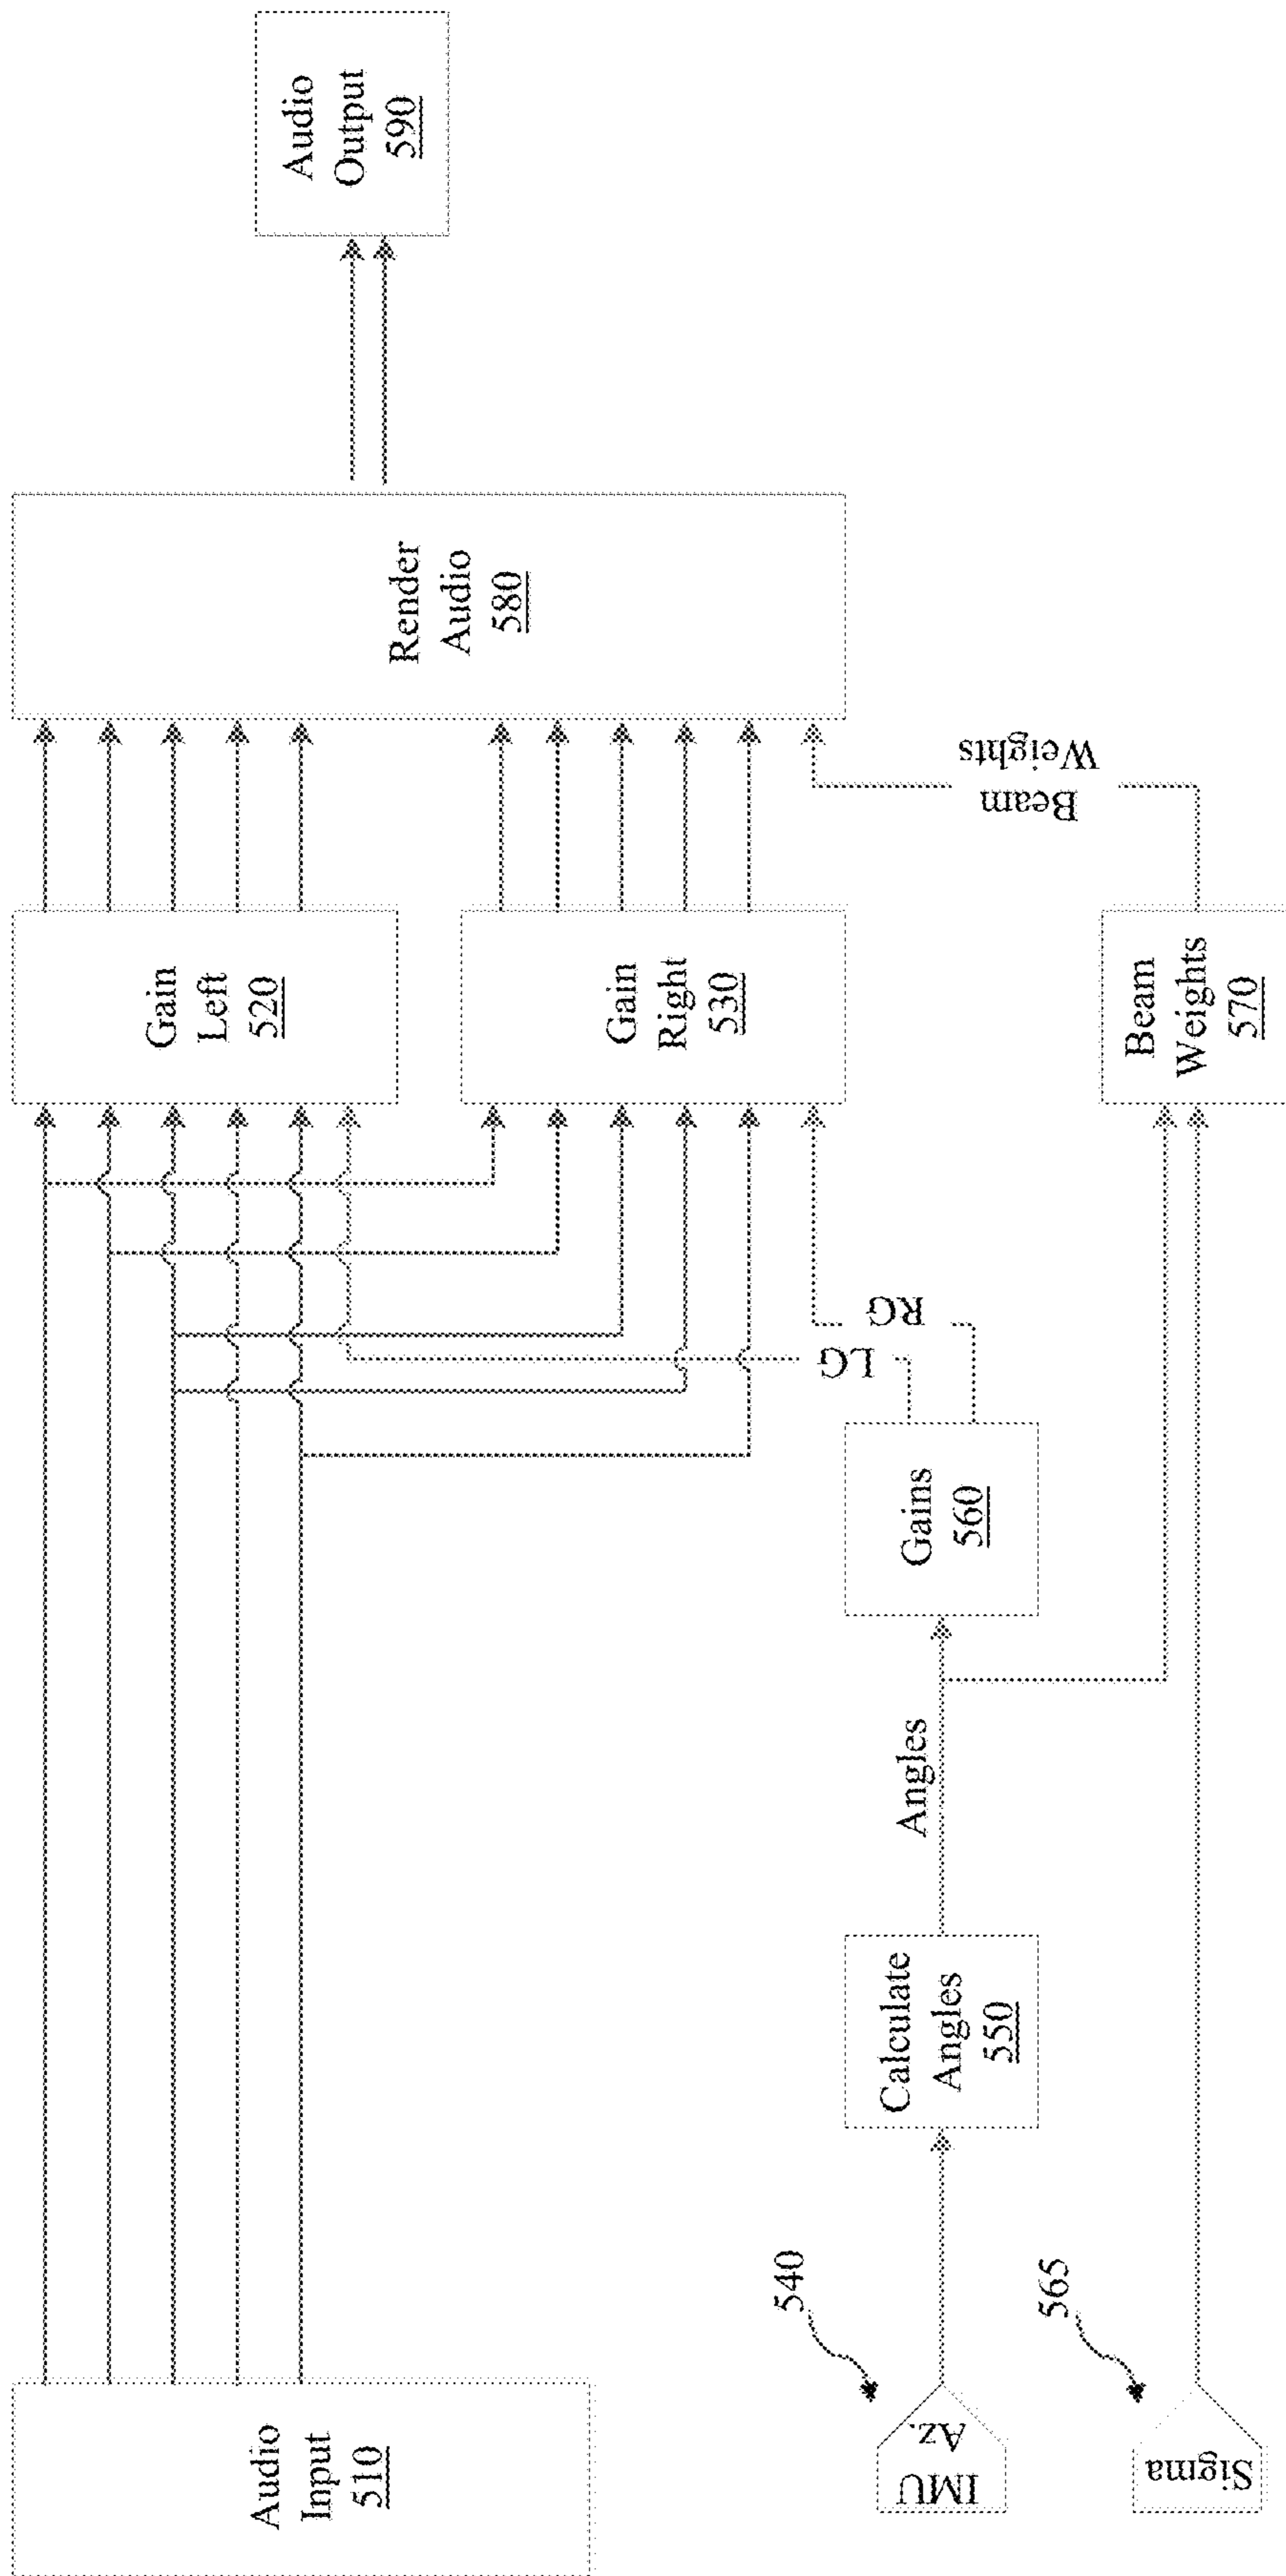 Audio
Input
510
Gain
Left
520
Gain
Right
530
Render
Audio
580
Audio
Output
590
540
IMU
Az.
Calculate
Angles
550
Angles
Gains
560
LG
RG
565
Sigma
Beam
Weights
570
Beam
Weights